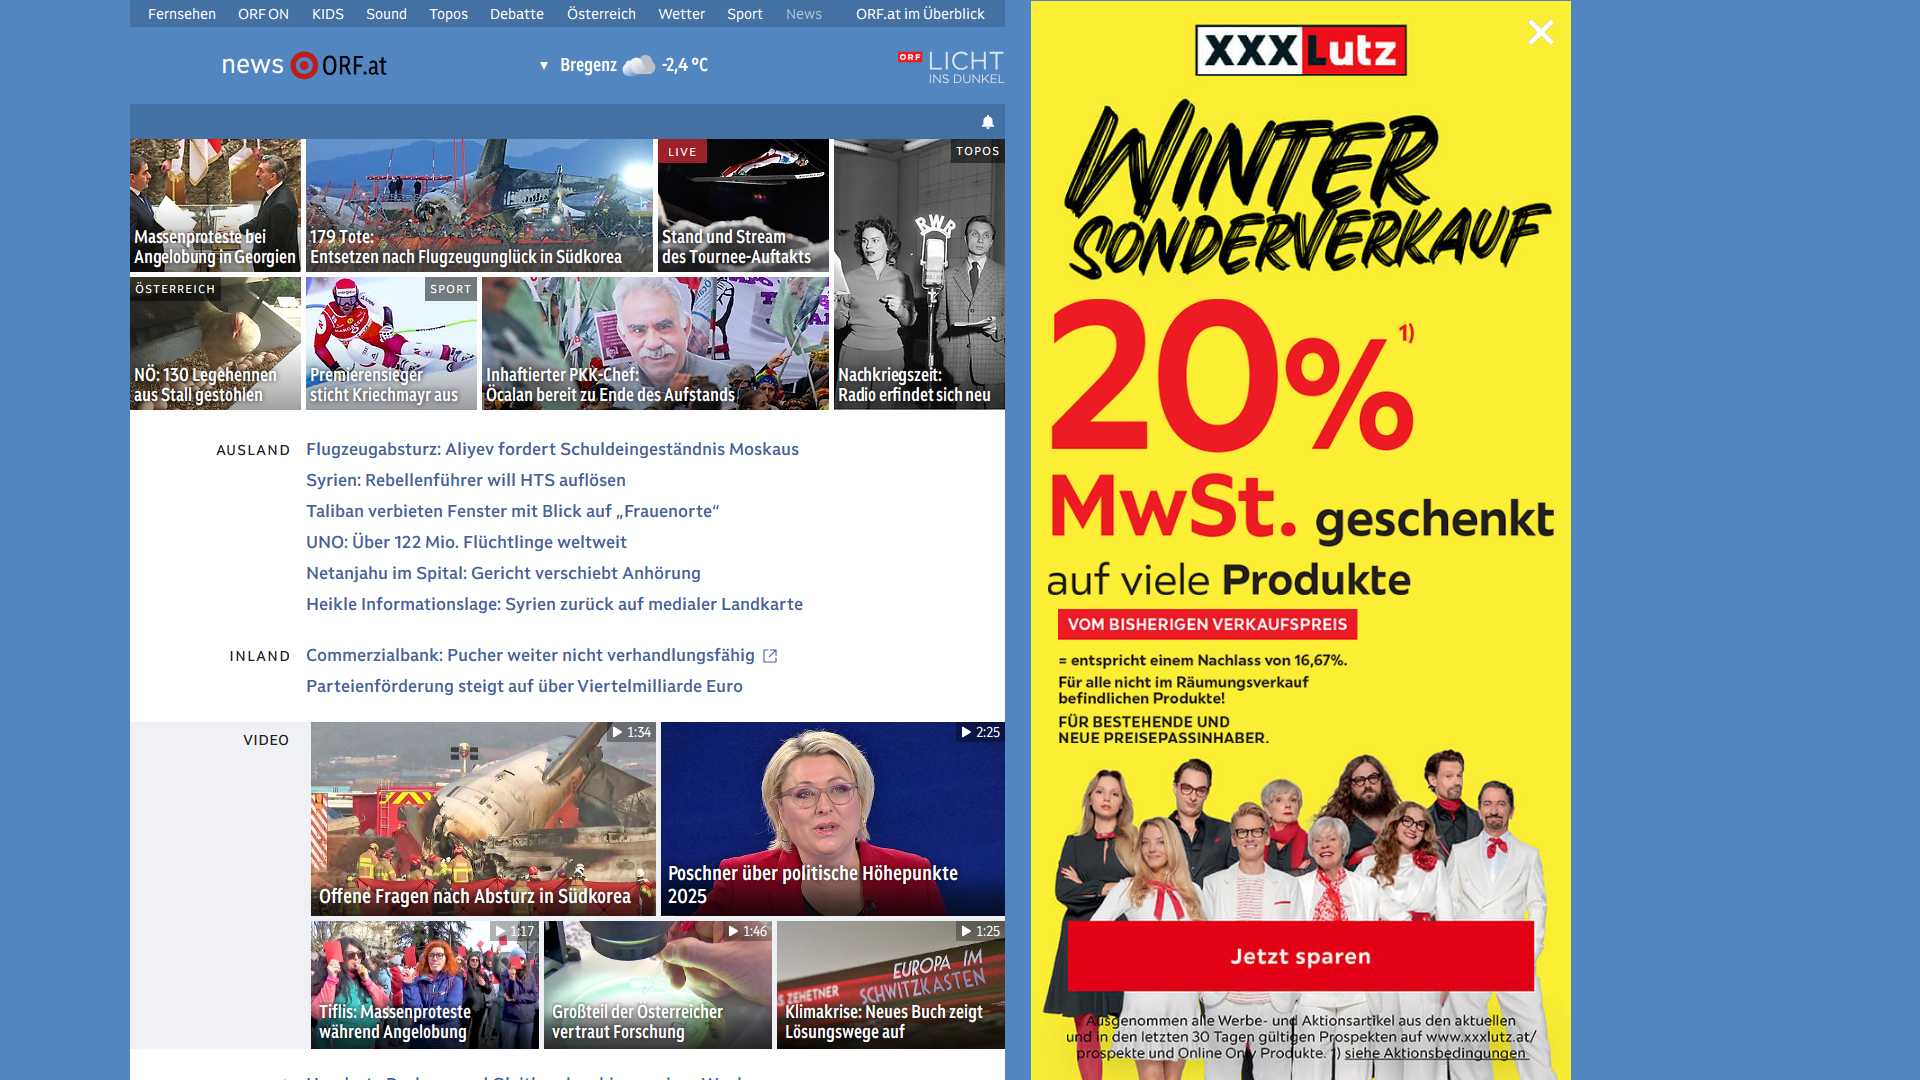 Fernsehen ORF ON KIDS Sound Topos Debatte Österreich Wetter Sport News ORF.at im Überblick
news ORF.at
▼ Bregenz -2,4 °C
ORF LICHT
INS DUNKEL
Massenproteste bei
Angelobung in Georgien
179 Tote:
Entsetzen nach Flugzeugunglück in Südkorea
LIVE
Stand und Stream
des Tournee-Auftakts
TOPOS
RWR
Nachkriegszeit:
Radio erfindet sich neu
ÖSTERREICH
NÖ: 130 Legehennen
aus Stall gestohlen
SPORT
Premierensieger
sticht Kriechmayr aus
Inhaftierter PKK-Chef:
Öcalan bereit zu Ende des Aufstands
AUSLAND
Flugzeugabsturz: Aliyev fordert Schuldeingeständnis Moskaus
Syrien: Rebellenführer will HTS auflösen
Taliban verbieten Fenster mit Blick auf „Frauenorte“
UNO: Über 122 Mio. Flüchtlinge weltweit
Netanjahu im Spital: Gericht verschiebt Anhörung
Heikle Informationslage: Syrien zurück auf medialer Landkarte
INLAND
Commerzialbank: Pucher weiter nicht verhandlungsfähig
Parteienförderung steigt auf über Viertelmilliarde Euro
VIDEO
1:34
Offene Fragen nach Absturz in Südkorea
2:25
Poschner über politische Höhepunkte
2025
1:17
Tiflis: Massenproteste
während Angelobung
1:46
Großteil der Österreicher
vertraut Forschung
1:25
EUROPA IM
ZEHETNER SCHWITZKASTEN
Klimakrise: Neues Buch zeigt
Lösungswege auf
XXXLutz
WINTER
SONDERVERKAUF
20% 1)
MwSt. geschenkt
auf viele Produkte
VOM BISHERIGEN VERKAUFSPREIS
= entspricht einem Nachlass von 16,67%.
Für alle nicht im Räumungsverkauf
befindlichen Produkte!
FÜR BESTEHENDE UND
NEUE PREISEPASSINHABER.
Jetzt sparen
Ausgenommen alle Werbe- und Aktionsartikel aus den aktuellen
und in den letzten 30 Tagen gültigen Prospekten auf www.xxxlutz.at/
prospekte und Online Only Produkte. 1) siehe Aktionsbedingungen